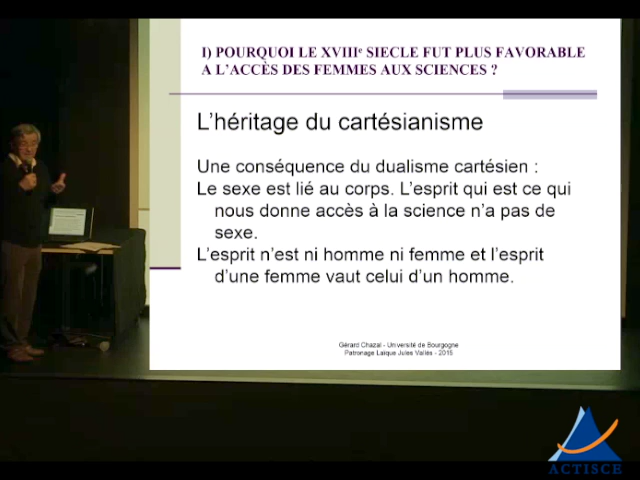 I) POURQUOI LE XVIIIe SIECLE FUT PLUS FAVORABLE
A L'ACCÈS DES FEMMES AUX SCIENCES ?
L'héritage du cartésianisme
Une conséquence du dualisme cartésien :
Le sexe est lié au corps. L'esprit qui est ce qui
nous donne accès à la science n'a pas de
sexe.
L'esprit n'est ni homme ni femme et l'esprit
d'une femme vaut celui d'un homme.
Gérard Chazal - Université de Bourgogne
Patronage Laïque Jules Vallès - 2015
ACTISCE